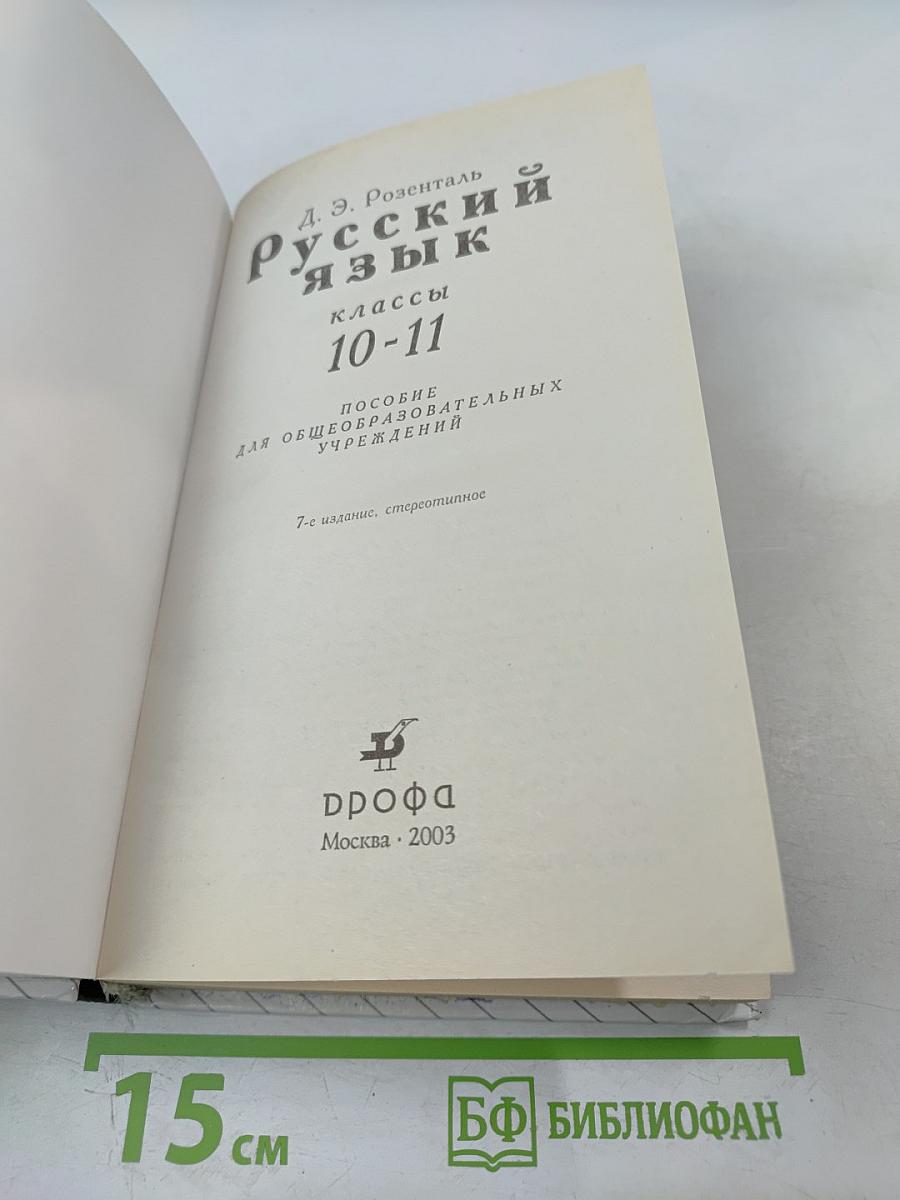 Д. Э. Розенталь
Русский
язык
классы
10-11
ПОСОБИЕ
ДЛЯ ОБЩЕОБРАЗОВАТЕЛЬНЫХ
УЧРЕЖДЕНИЙ
7-е издание, стереотипное
дрофа
Москва · 2003
15 см
БФ БИБЛИОФАН